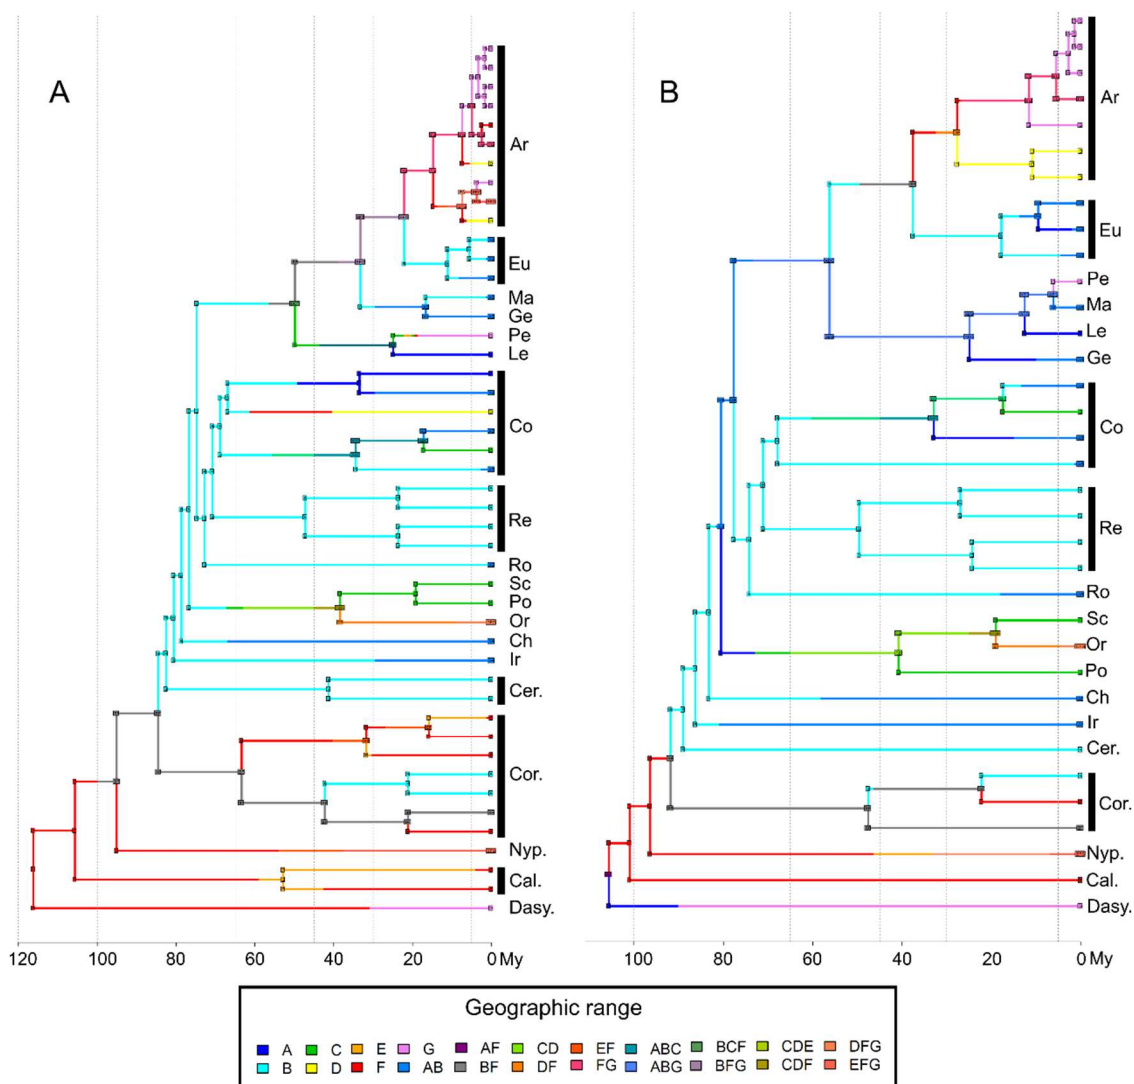 A
Ar
Eu
Ma
Ge
Pe
Le
Co
Re
Ro
Sc
Po
Or
Ch
Ir
Cer.
Cor.
Nyp.
Cal.
Dasy.
120 100 80 60 40 20 0 My
B
Ar
Eu
Pe
Ma
Le
Ge
Co
Re
Ro
Sc
Or
Po
Ch
Ir
Cer.
Cor.
Nyp.
Cal.
Dasy.
100 80 60 40 20 0 My
Geographic range
A C E G AF CD EF ABC BCF CDE DFG
B D F AB BF DF FG ABG BFG CDF EFG